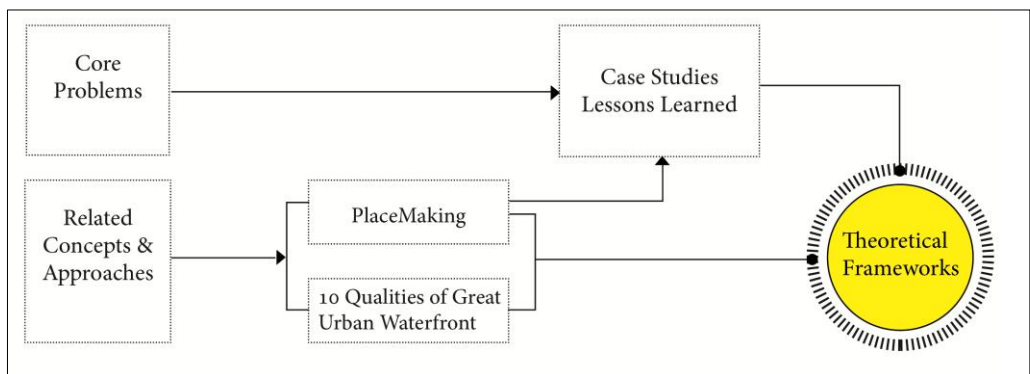 Core
Problems
Case Studies
Lessons Learned
Related
Concepts &
Approaches
PlaceMaking
10 Qualities of Great
Urban Waterfront
Theoretical
Frameworks